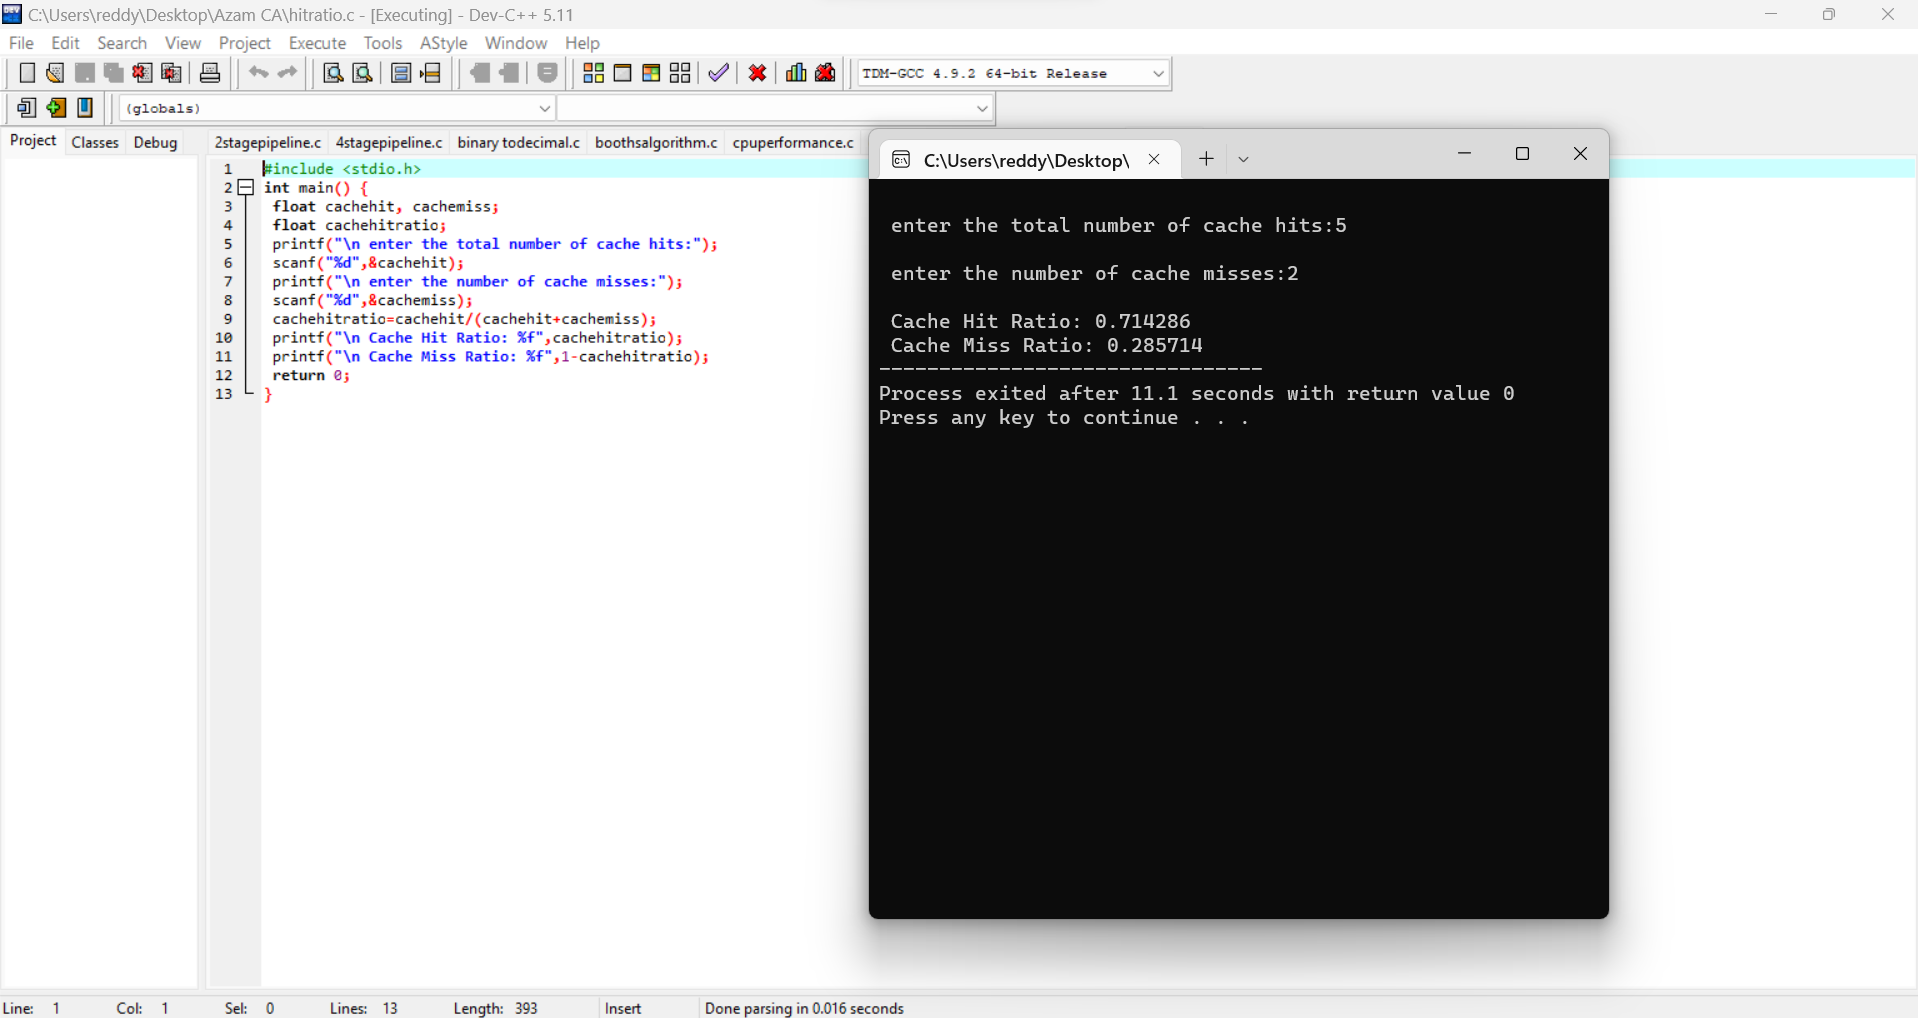 C:\Users\reddy\Desktop\Azam CA\hitratio.c - [Executing] - Dev-C++ 5.11
File Edit Search View Project Execute Tools AStyle Window Help
TDM-GCC 4.9.2 64-bit Release
(globals)
Project Classes Debug
2stagepipeline.c 4stagepipeline.c binary todecimal.c boothsalgorithm.c cpuperformance.c
1 #include <stdio.h>
2 int main() {
3 float cachehit, cachemiss;
4 float cachehitratio;
5 printf("\n enter the total number of cache hits:");
6 scanf("%d",&cachehit);
7 printf("\n enter the number of cache misses:");
8 scanf("%d",&cachemiss);
9 cachehitratio=cachehit/(cachehit+cachemiss);
10 printf("\n Cache Hit Ratio: %f",cachehitratio);
11 printf("\n Cache Miss Ratio: %f",1-cachehitratio);
12 return 0;
13 }
C:\Users\reddy\Desktop\
enter the total number of cache hits:5
enter the number of cache misses:2
Cache Hit Ratio: 0.714286
Cache Miss Ratio: 0.285714
--------------------------------
Process exited after 11.1 seconds with return value 0
Press any key to continue . . .
Line: 1 Col: 1 Sel: 0 Lines: 13 Length: 393 Insert Done parsing in 0.016 seconds